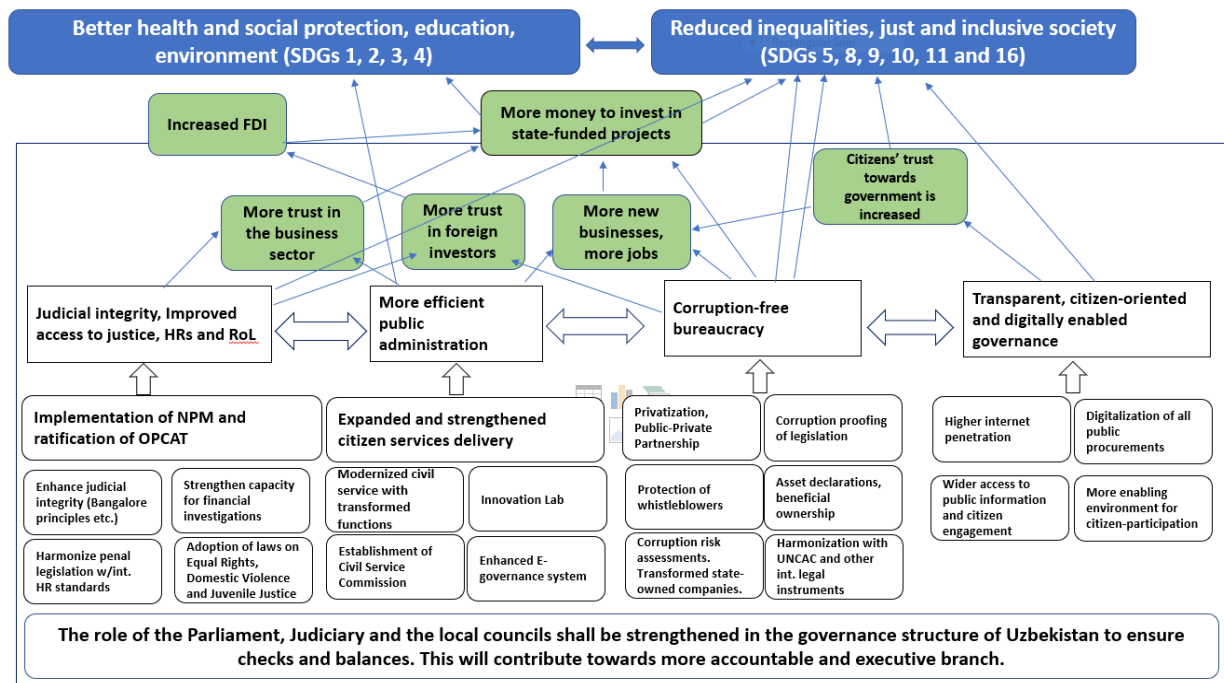 Better health and social protection, education,
environment (SDGs 1, 2, 3, 4)
Reduced inequalities, just and inclusive society
(SDGs 5, 8, 9, 10, 11 and 16)
Increased FDI
More money to invest in
state-funded projects
Citizens' trust
towards
government is
increased
More trust in
the business
sector
More trust
in foreign
investors
More new
businesses,
more jobs
Judicial integrity, Improved
access to justice, HRs and RoL
More efficient
public
administration
Corruption-free
bureaucracy
Transparent, citizen-oriented
and digitally enabled
governance
Implementation of NPM and
ratification of OPCAT
Expanded and strengthened
citizen services delivery
Privatization,
Public-Private
Partnership
Corruption proofing
of legislation
Higher internet
penetration
Digitalization of all
public
procurements
Enhance judicial
integrity (Bangalore
principles etc.)
Strengthen capacity
for financial
investigations
Modernized civil
service with
transformed
functions
Innovation Lab
Protection of
whistleblowers
Asset declarations,
beneficial
ownership
Wider access to
public information
and citizen
engagement
More enabling
environment for
citizen-participation
Harmonize penal
legislation w/int.
HR standards
Adoption of laws on
Equal Rights,
Domestic Violence
and Juvenile Justice
Establishment of
Civil Service
Commission
Enhanced E-
governance system
Corruption risk
assessments.
Transformed state-
owned companies.
Harmonization with
UNCAC and other
int. legal
instruments
The role of the Parliament, Judiciary and the local councils shall be strengthened in the governance structure of Uzbekistan to ensure
checks and balances. This will contribute towards more accountable and executive branch.